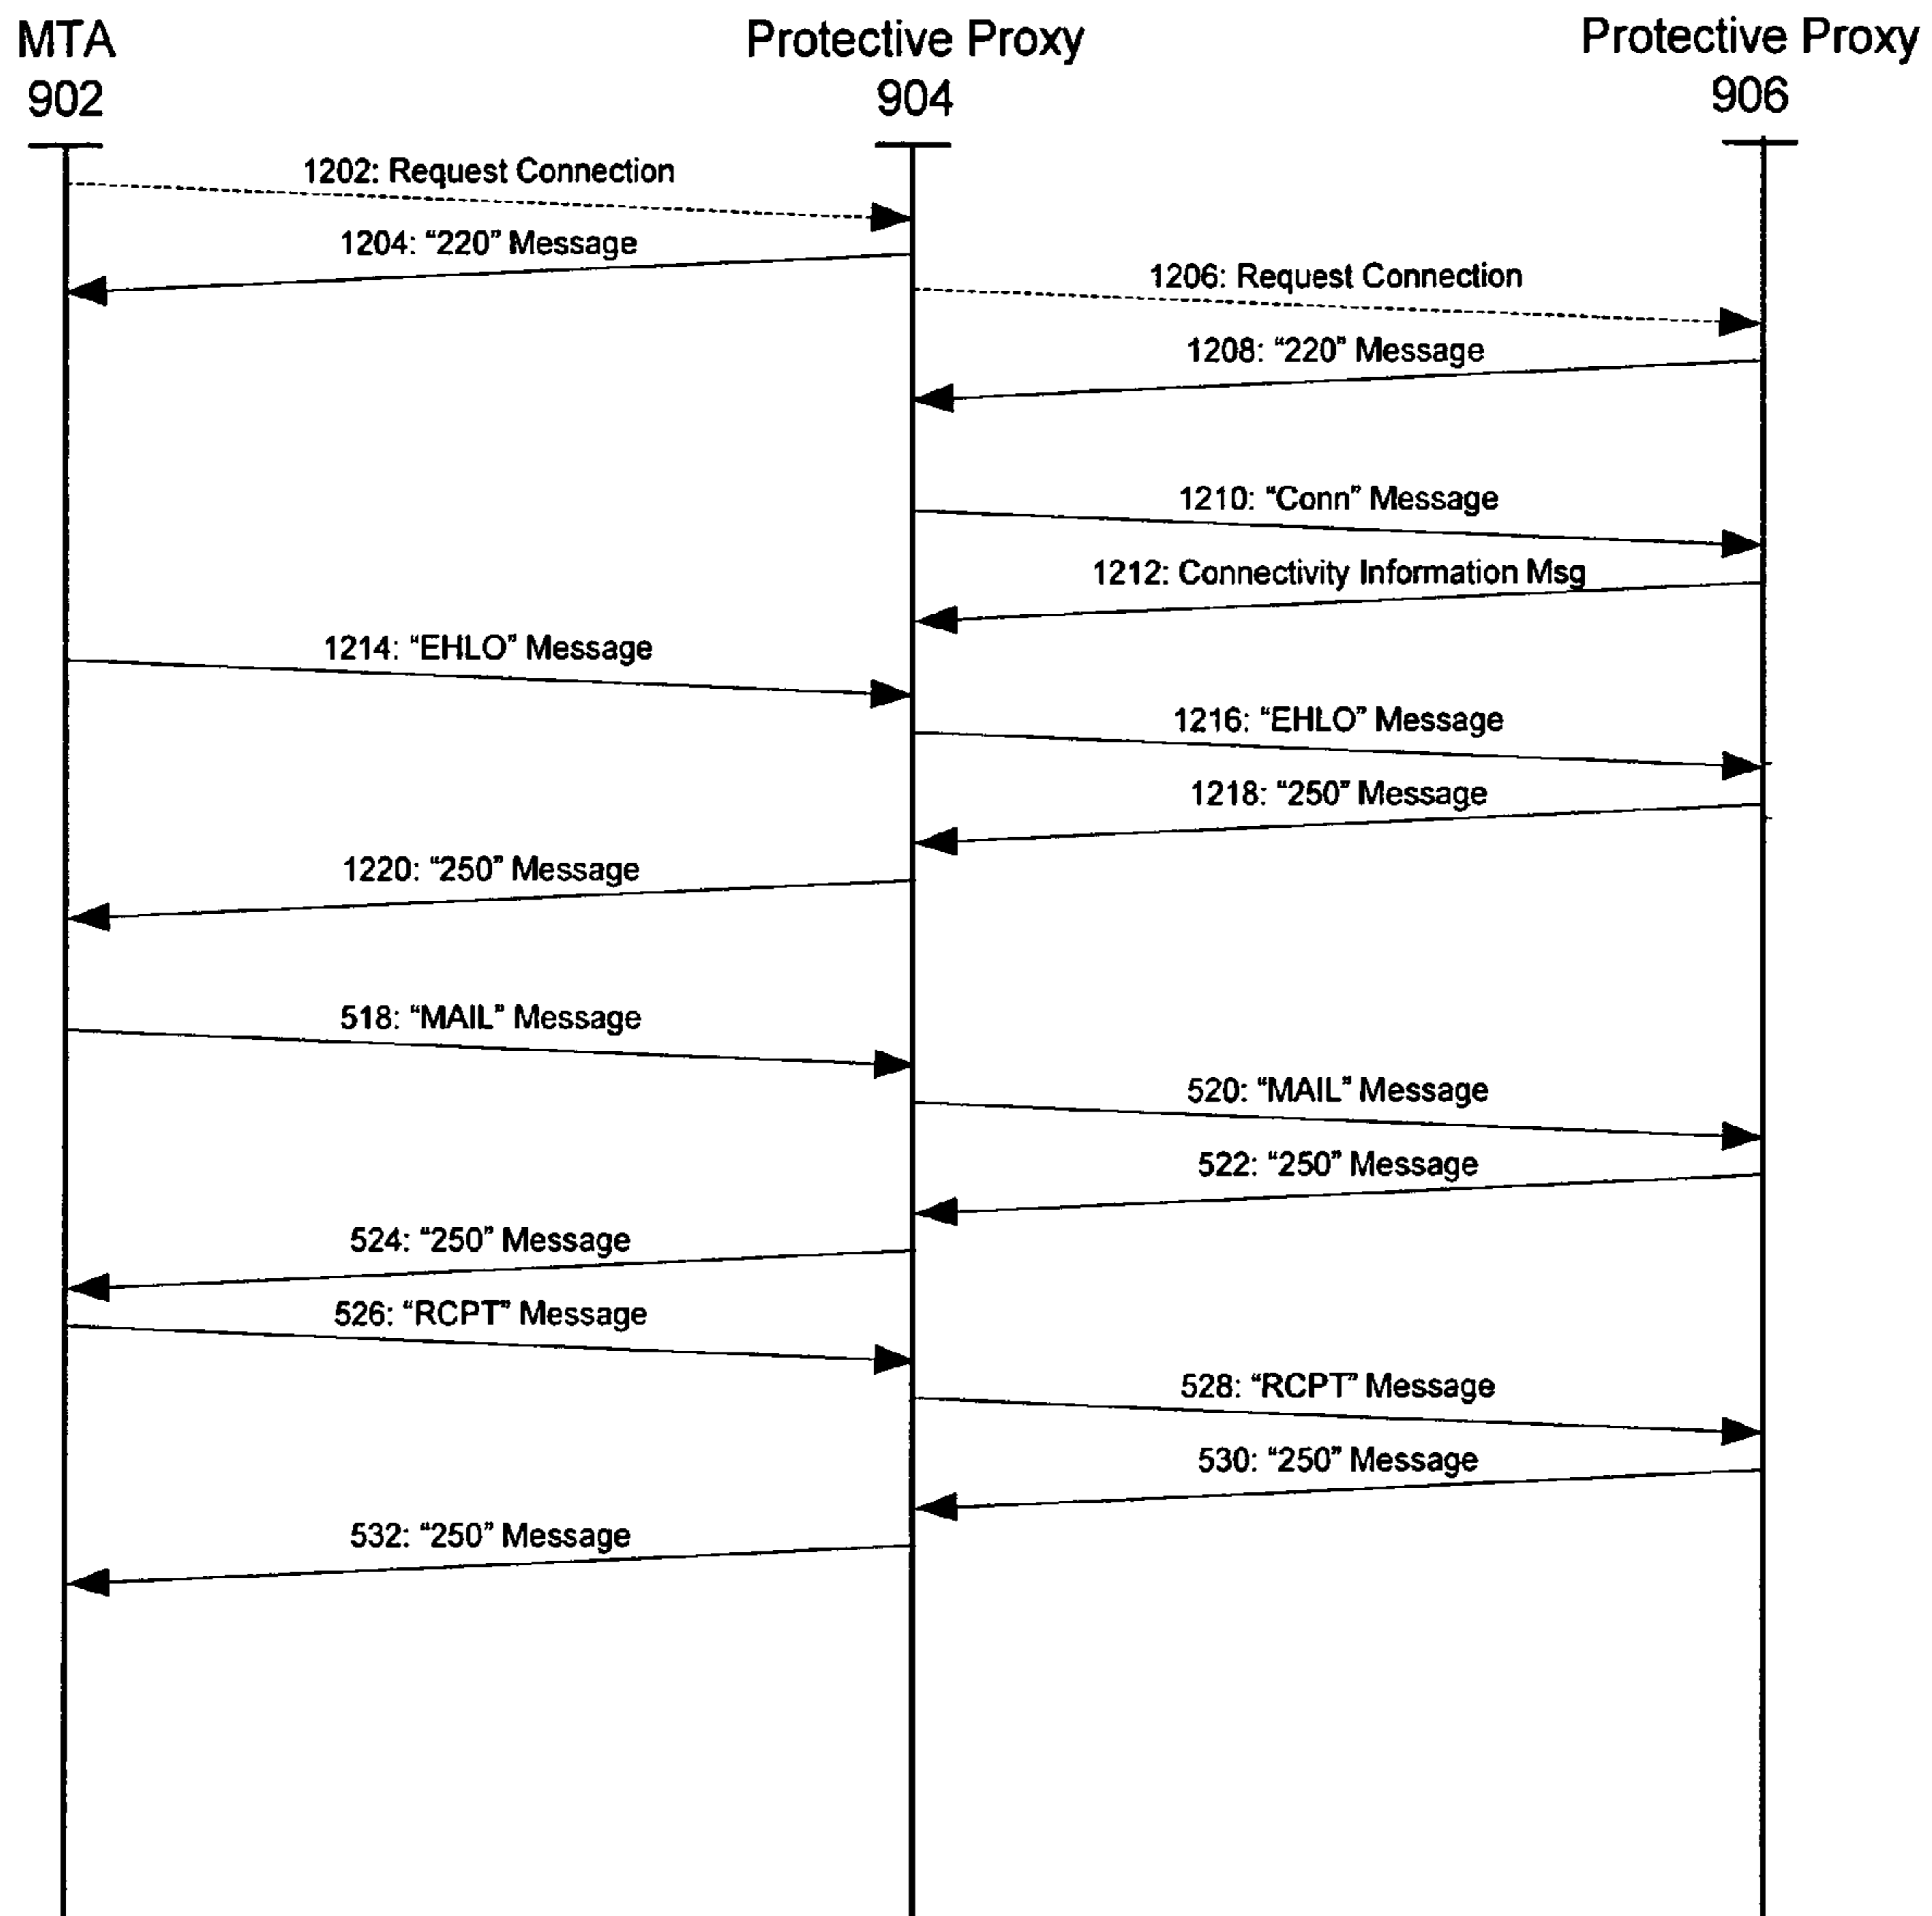 MTA
902
Protective Proxy
904
Protective Proxy
906
1202: Request Connection
1204: “220” Message
1206: Request Connection
1208: “220” Message
1210: “Conn” Message
1212: Connectivity Information Msg
1214: “EHLO” Message
1216: “EHLO” Message
1218: “250” Message
1220: “250” Message
518: “MAIL” Message
520: “MAIL” Message
522: “250” Message
524: “250” Message
526: “RCPT” Message
528: “RCPT” Message
530: “250” Message
532: “250” Message